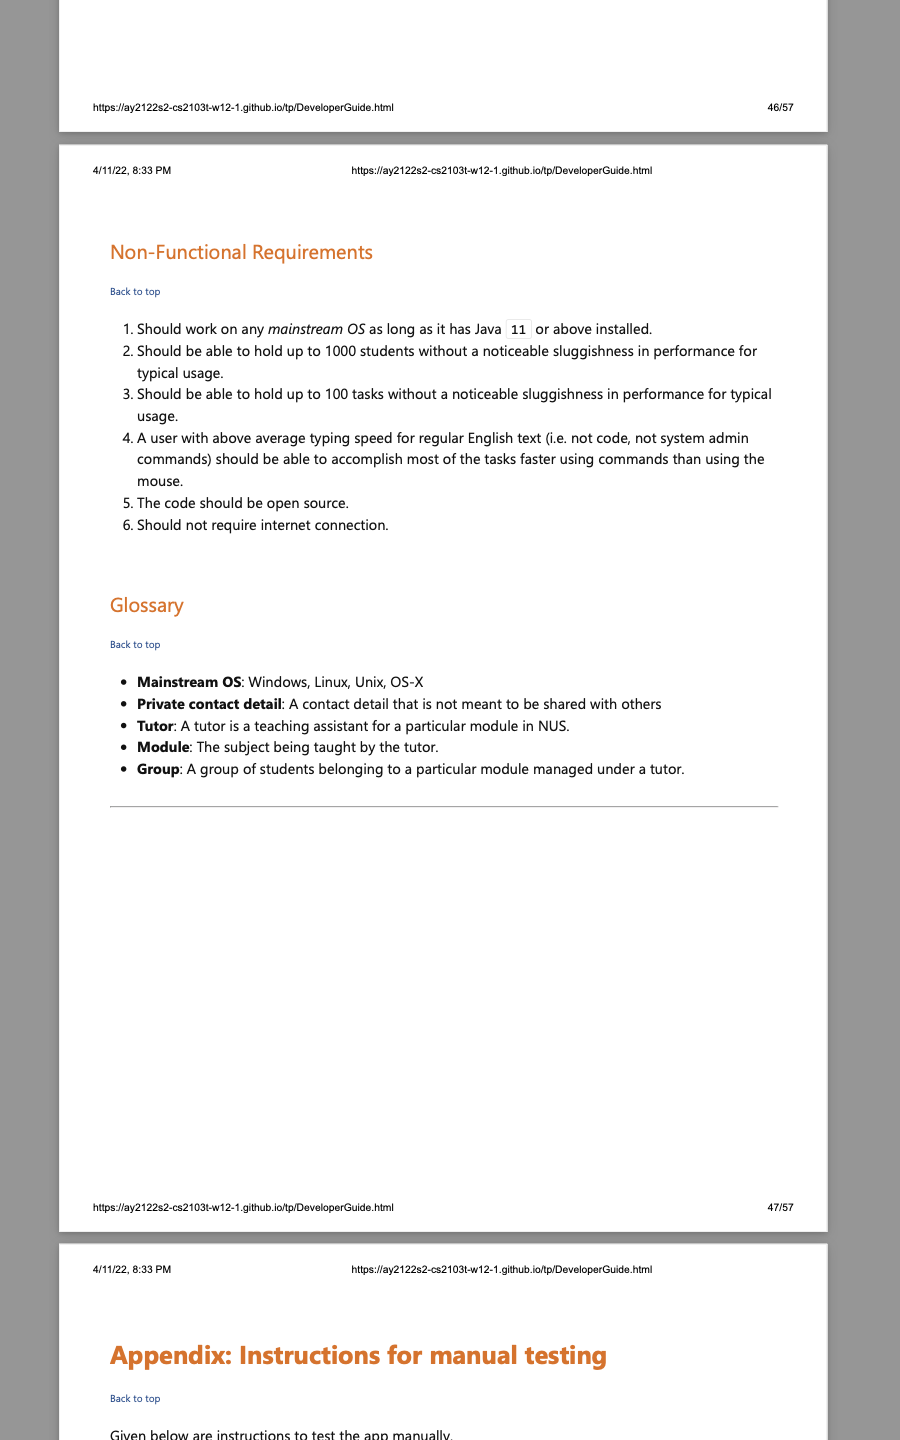 https://ay2122s2-cs2103t-w12-1.github.io/tp/DeveloperGuide.html 46/57
4/11/22, 8:33 PM https://ay2122s2-cs2103t-w12-1.github.io/tp/DeveloperGuide.html
Non-Functional Requirements
Back to top
1. Should work on any mainstream OS as long as it has Java 11 or above installed.
2. Should be able to hold up to 1000 students without a noticeable sluggishness in performance for
typical usage.
3. Should be able to hold up to 100 tasks without a noticeable sluggishness in performance for typical
usage.
4. A user with above average typing speed for regular English text (i.e. not code, not system admin
commands) should be able to accomplish most of the tasks faster using commands than using the
mouse.
5. The code should be open source.
6. Should not require internet connection.
Glossary
Back to top
• Mainstream OS: Windows, Linux, Unix, OS-X
• Private contact detail: A contact detail that is not meant to be shared with others
• Tutor: A tutor is a teaching assistant for a particular module in NUS.
• Module: The subject being taught by the tutor.
• Group: A group of students belonging to a particular module managed under a tutor.
https://ay2122s2-cs2103t-w12-1.github.io/tp/DeveloperGuide.html 47/57
4/11/22, 8:33 PM https://ay2122s2-cs2103t-w12-1.github.io/tp/DeveloperGuide.html
Appendix: Instructions for manual testing
Back to top
Given below are instructions to test the app manually.